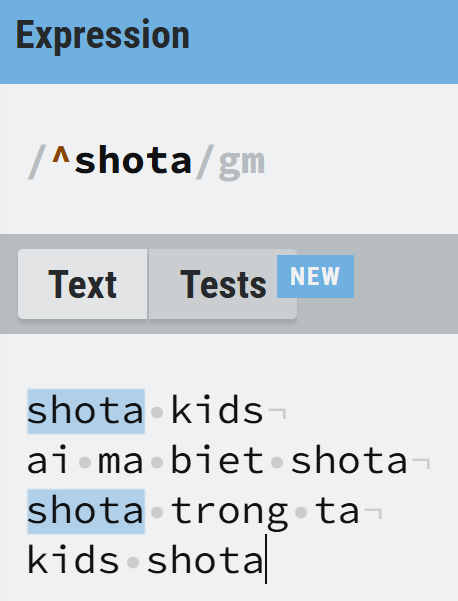 Expression
/^shota/gm
Text
Tests
NEW
shota kids
ai ma biet shota
shota trong ta
kids shota